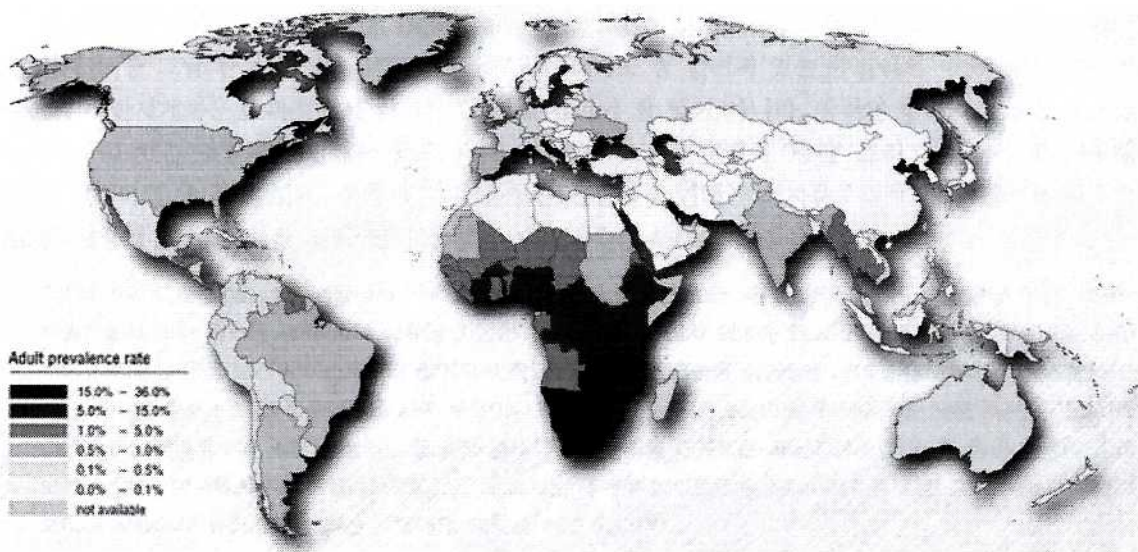 Adult prevalence rate
15.0% - 36.0%
5.0% - 15.0%
1.0% - 5.0%
0.5% - 1.0%
0.1% - 0.5%
0.0% - 0.1%
not available